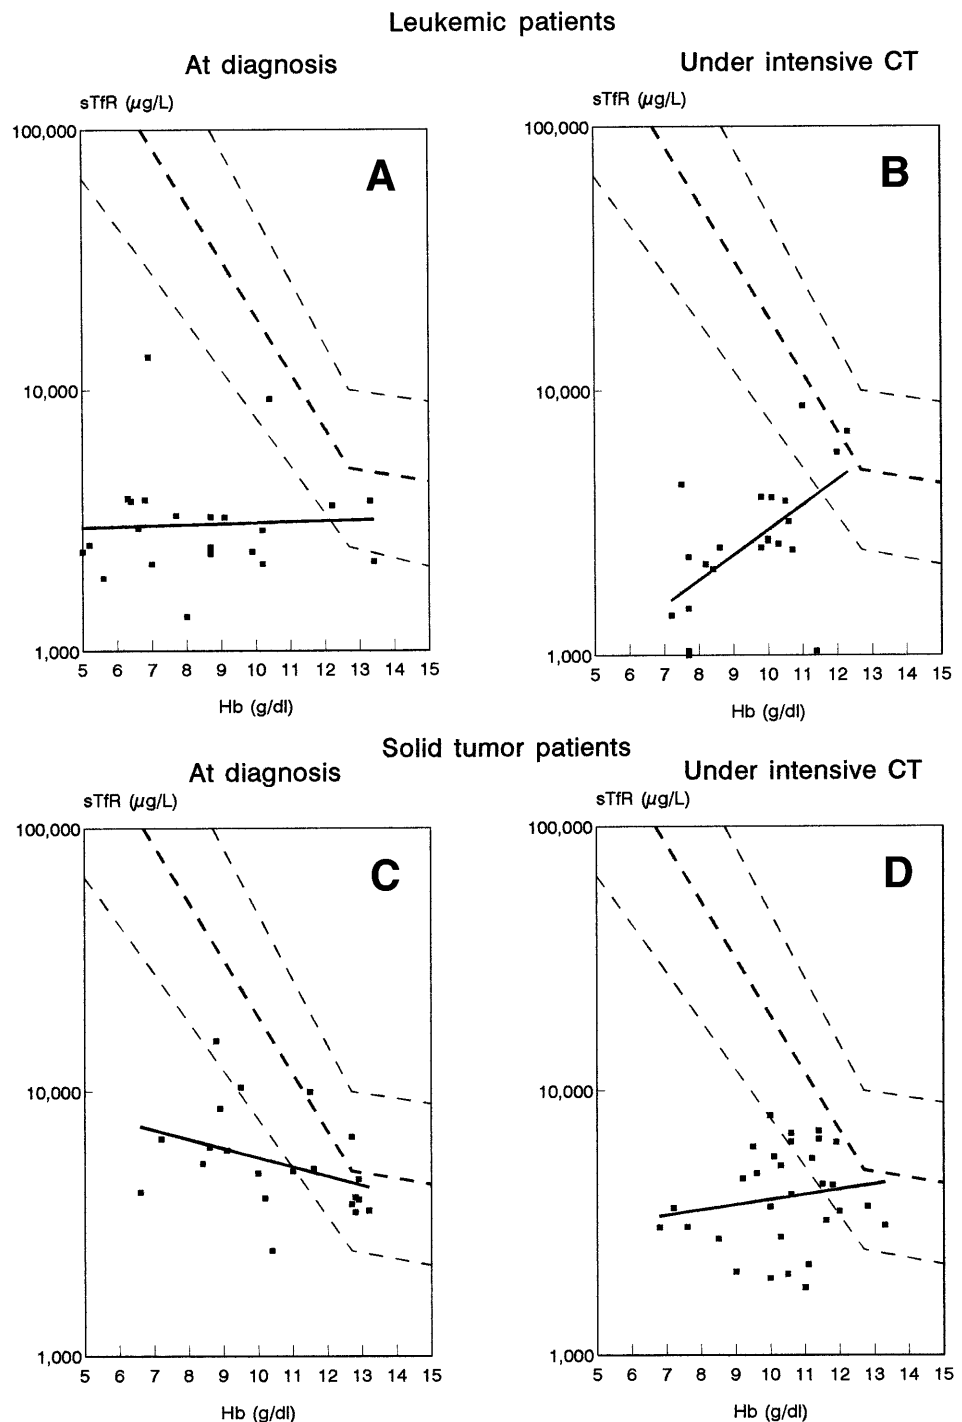 Leukemic patients
At diagnosis
Under intensive CT
sTfR (µg/L)
sTfR (µg/L)
100,000
A
10,000
1,000
5 6 7 8 9 10 11 12 13 14 15
Hb (g/dl)
100,000
B
10,000
1,000
5 6 7 8 9 10 11 12 13 14 15
Hb (g/dl)
Solid tumor patients
At diagnosis
Under intensive CT
sTfR (µg/L)
sTfR (µg/L)
100,000
C
10,000
1,000
5 6 7 8 9 10 11 12 13 14 15
Hb (g/dl)
100,000
D
10,000
1,000
5 6 7 8 9 10 11 12 13 14 15
Hb (g/dl)